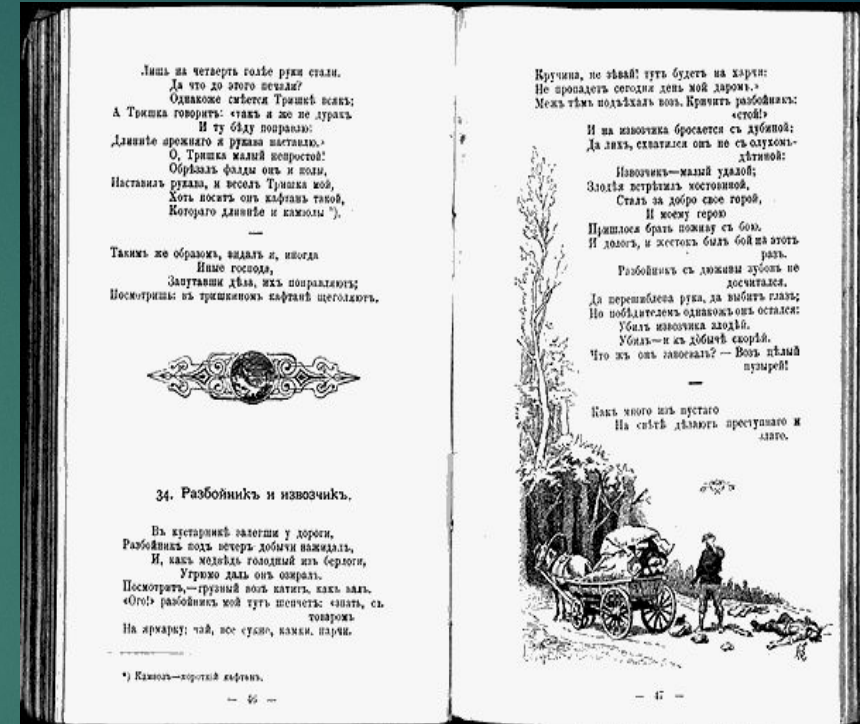 Лишь на четверть голѣе руки стали.
Да что до этого печали?
Однакоже смѣется Тришкѣ всякъ;
А Тришка говоритъ: «такъ я же не дуракъ
И ту бѣду поправлю:
Длиннѣе прежняго я рукава наставлю.»
О, Тришка малый непростой!
Обрѣзалъ фалды онъ и полы,
Наставилъ рукава, и веселъ Тришка мой,
Хоть носитъ онъ кафтанъ такой,
Котораго длиннѣе и камзолы *).
Такимъ же образомъ, видалъ я, иногда
Иные господа,
Запутавши дѣла, ихъ поправляютъ;
Посмотришь: въ тришкиномъ кафтанѣ щеголяютъ.
34. Разбойникъ и извозчикъ.
Въ кустарникѣ залегши у дороги,
Разбойникъ подъ вечеръ добычи нажидалъ,
И, какъ медвѣдь голодный изъ берлоги,
Угрюмо даль онъ озиралъ.
Посмотритъ,—грузный возъ катитъ, какъ валъ.
«Ого!» разбойникъ мой тутъ шепчетъ: «знать, съ
товаромъ
На ярмарку; чай, все сукно, камки, парчи.
*) Камзолъ—короткій кафтанъ.
— 46 —
Кручина, не зѣвай! тутъ будетъ на харчи:
Не пропадетъ сегодня день мой даромъ.»
Межъ тѣмъ подъѣхалъ возъ. Кричитъ разбойникъ:
«стой!»
И на извозчика бросается съ дубиной;
Да лихъ, схватился онъ не съ олухомъ-
дѣтиной:
Извозчикъ—малый удалой;
Злодѣя встрѣтилъ мостовиной,
Сталъ за добро свое горой,
И моему герою
Пришлося брать поживу съ бою.
И дологъ, и жестокъ былъ бой на этотъ
разъ.
Разбойникъ съ дюжины зубовъ не
досчитался.
Да перешиблена рука, да выбитъ глазъ;
Но побѣдителемъ однакожъ онъ остался:
Убилъ извозчика злодѣй.
Убилъ—и къ добычѣ скорѣй.
Что жъ онъ завоевалъ? — Возъ цѣлый
пузырей!
Какъ много изъ пустаго
На свѣтѣ дѣлаютъ преступнаго и
злаго.
— 47 —